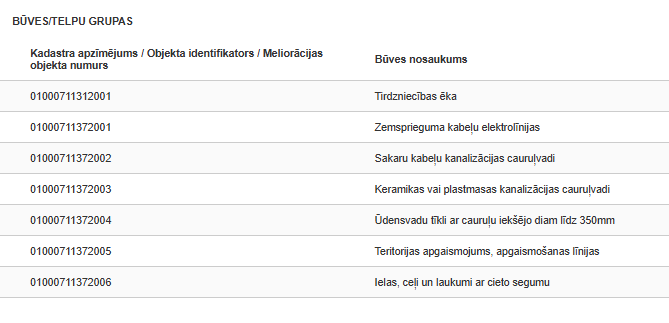 BŪVES/TELPU GRUPAS
Kadastra apzīmējums / Objekta identifikators / Meliorācijas
objekta numurs
Būves nosaukums
01000711312001 Tirdzniecības ēka
01000711372001 Zemsprieguma kabeļu elektrolīnijas
01000711372002 Sakaru kabeļu kanalizācijas cauruļvadi
01000711372003 Keramikas vai plastmasas kanalizācijas cauruļvadi
01000711372004 Ūdensvadu tīkli ar cauruļu iekšējo diam līdz 350mm
01000711372005 Teritorijas apgaismojums, apgaismošanas līnijas
01000711372006 Ielas, ceļi un laukumi ar cieto segumu